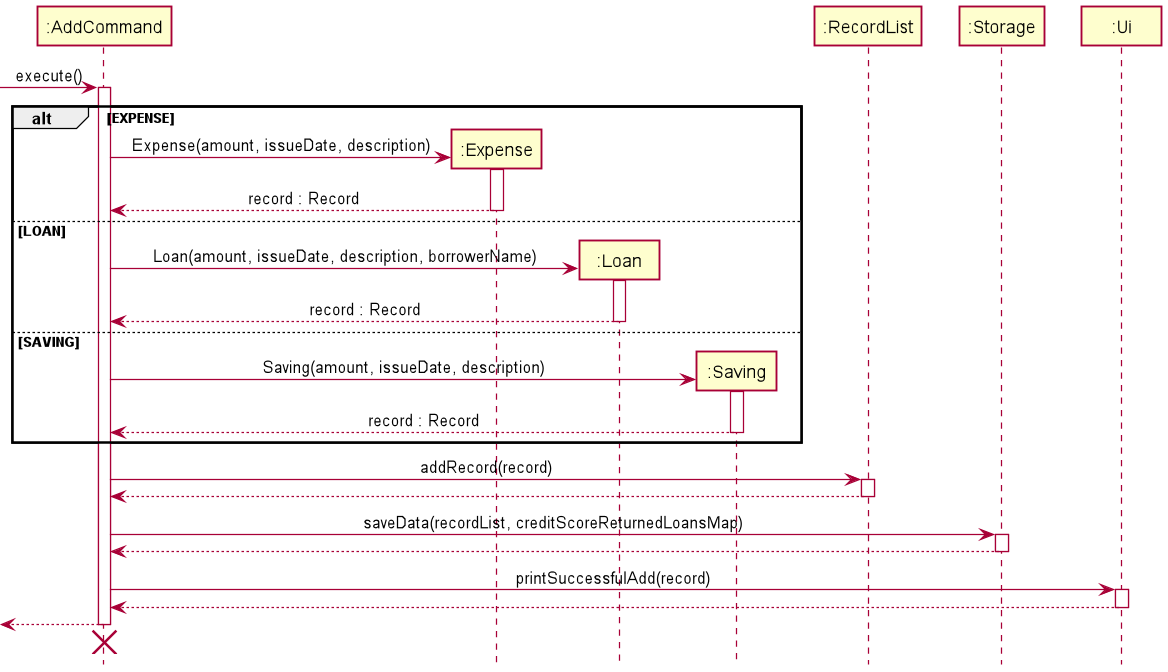 :AddCommand
:RecordList
:Storage
:Ui
execute()
alt
[EXPENSE]
Expense(amount, issueDate, description)
:Expense
record : Record
[LOAN]
Loan(amount, issueDate, description, borrowerName)
:Loan
record : Record
[SAVING]
Saving(amount, issueDate, description)
:Saving
record : Record
addRecord(record)
saveData(recordList, creditScoreReturnedLoansMap)
printSuccessfulAdd(record)